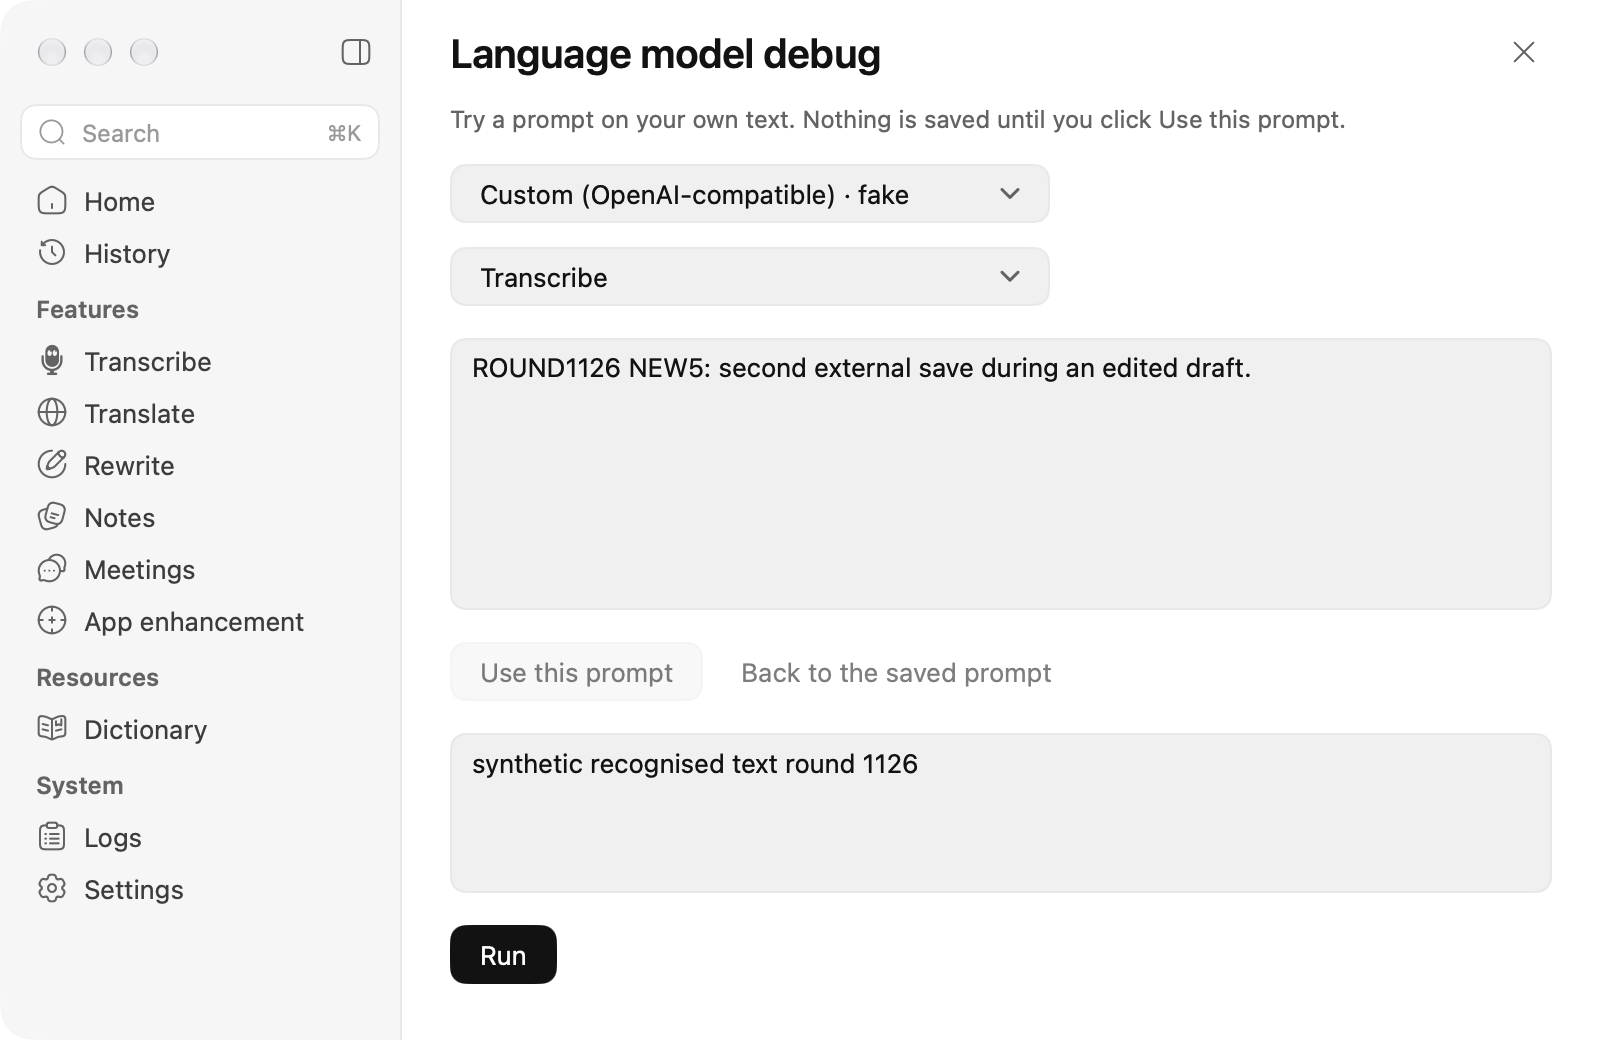 Search ⌘K
Home
History
Features
Transcribe
Translate
Rewrite
Notes
Meetings
App enhancement
Resources
Dictionary
System
Logs
Settings
Language model debug
Try a prompt on your own text. Nothing is saved until you click Use this prompt.
Custom (OpenAI-compatible) · fake
Transcribe
ROUND1126 NEW5: second external save during an edited draft.
Use this prompt Back to the saved prompt
synthetic recognised text round 1126
Run